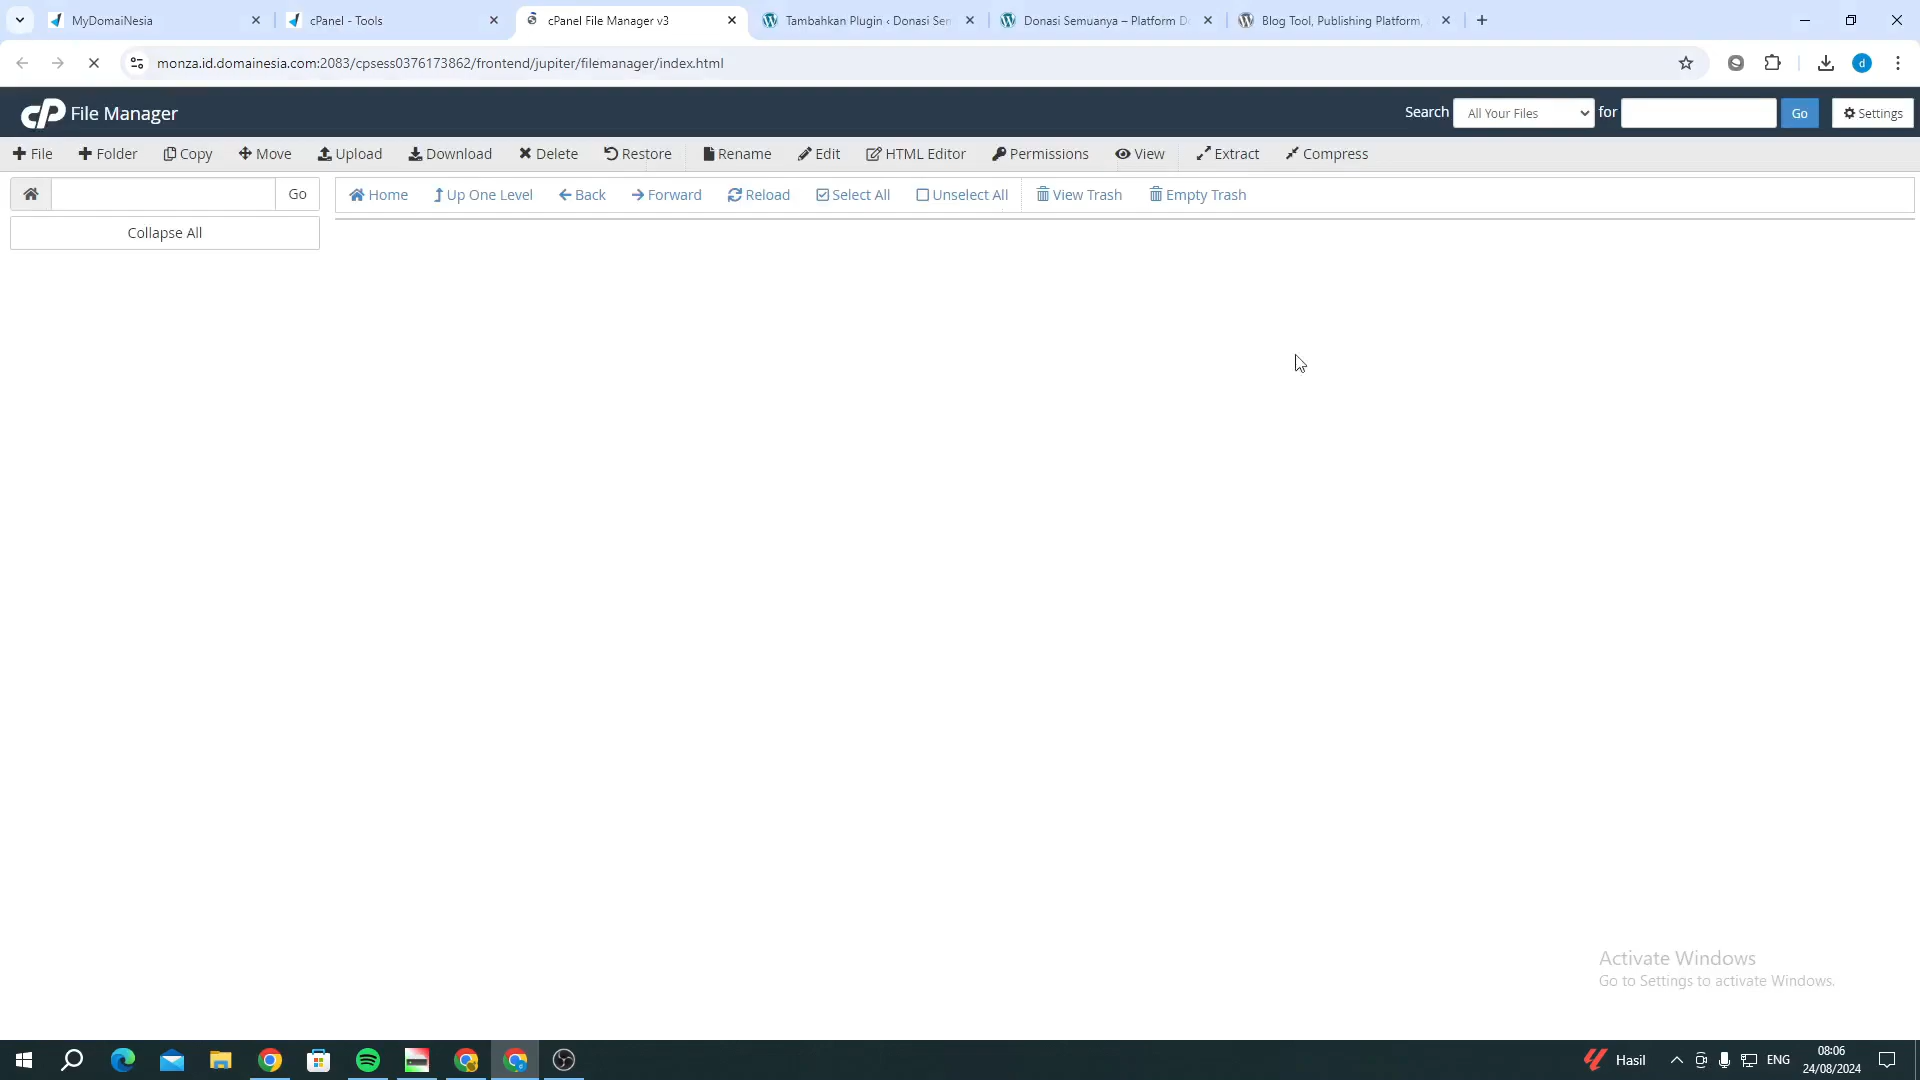 MyDomaiNesia
cPanel - Tools
cPanel File Manager v3
Tambahkan Plugin ‹ Donasi Sem
Donasi Semuanya – Platform D
Blog Tool, Publishing Platform,
monza.id.domainesia.com:2083/cpsess0376173862/frontend/jupiter/filemanager/index.html
d
cP File Manager
Search All Your Files for Go Settings
File Folder Copy Move Upload Download Delete Restore Rename Edit HTML Editor Permissions View Extract Compress
Go Home Up One Level Back Forward Reload Select All Unselect All View Trash Empty Trash
Collapse All
Activate Windows
Go to Settings to activate Windows.
Hasil
ENG
08:06
24/08/2024